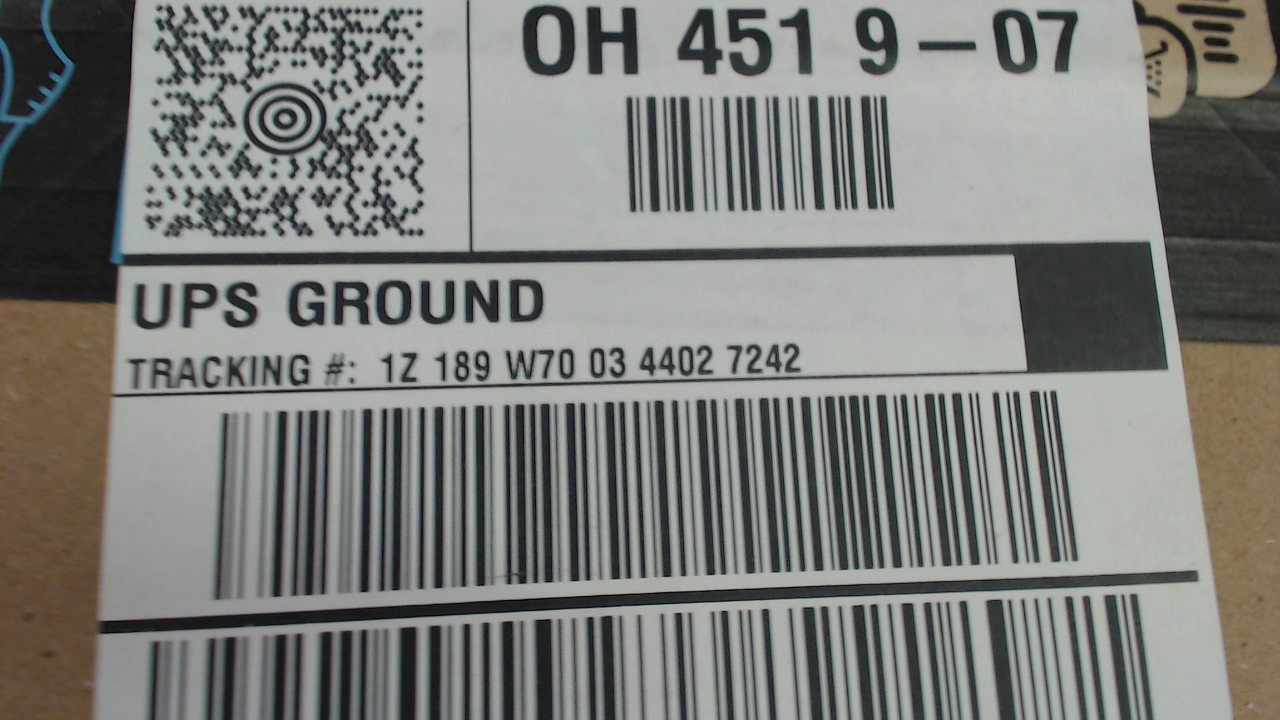 OH 451 9-07
UPS GROUND
TRACKING #: 1Z 189 W70 03 4402 7242